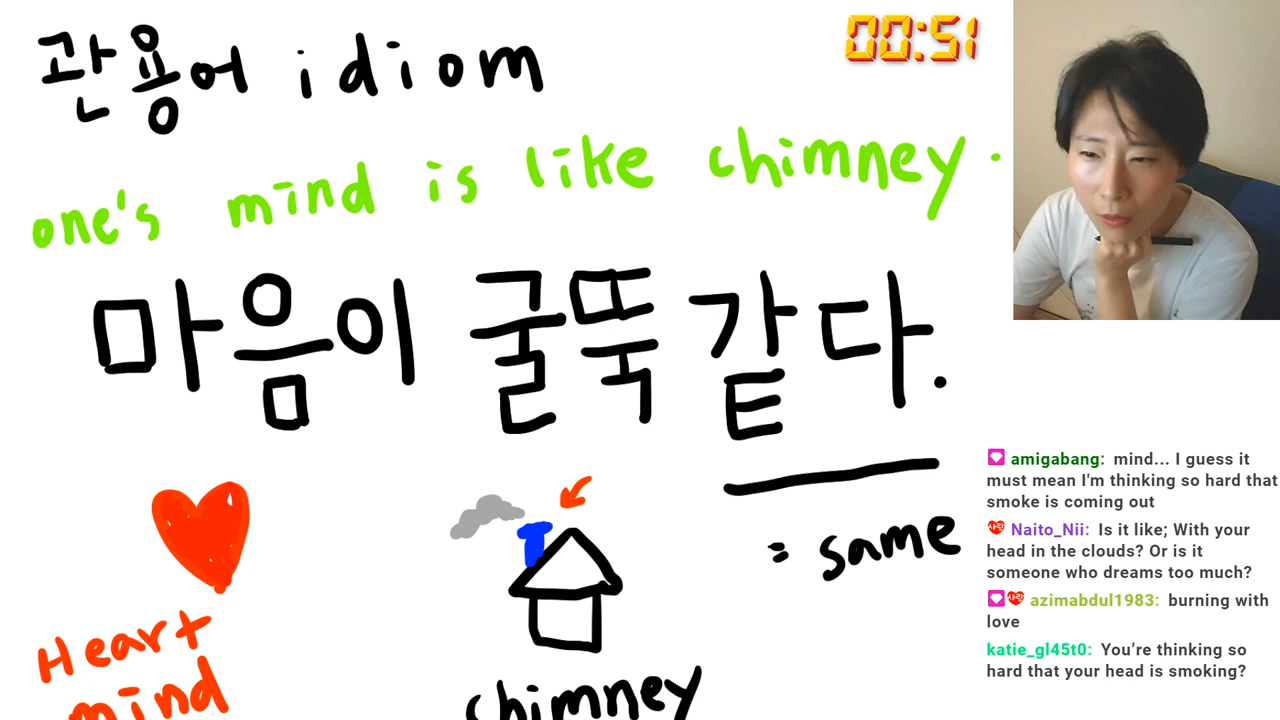 관용어 idiom
00:51
one's mind is like chimney.
마음이 굴뚝 같다.
= same
Heart
mind
chimney
amigabang: mind... I guess it
must mean I'm thinking so hard that
smoke is coming out
Naito_Nii: Is it like; With your
head in the clouds? Or is it
someone who dreams too much?
azimabdul1983: burning with
love
katie_gl45t0: You’re thinking so
hard that your head is smoking?